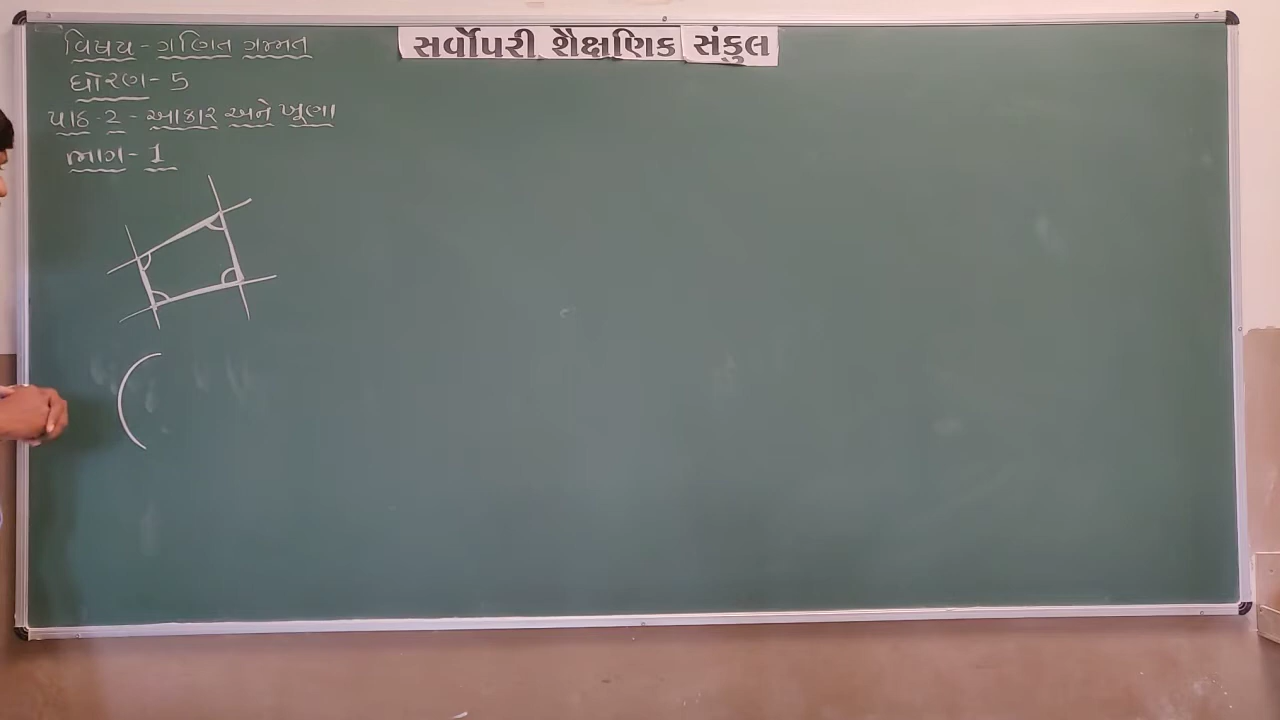 સર્વોપરી શૈક્ષણિક સંકુલ
વિષય - ગણિત ગમ્મત
ધોરણ - 5
પાઠ - 2 - આકાર અને ખૂણા
ભાગ - 1